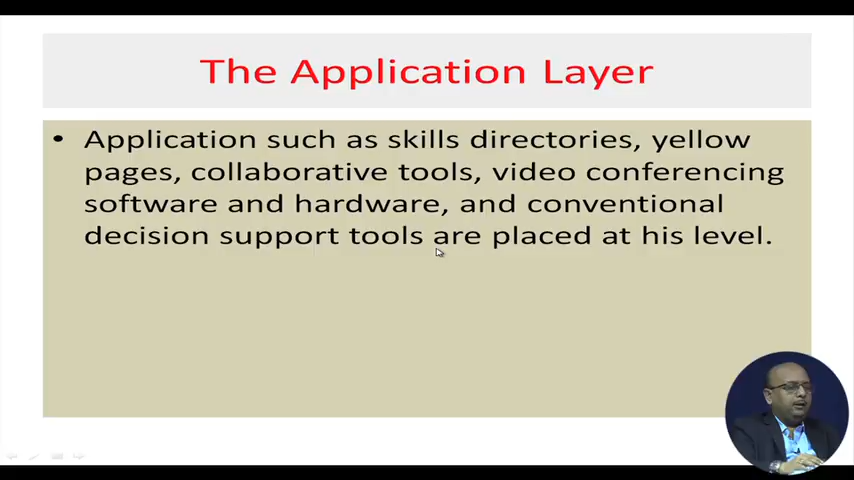 The Application Layer
• Application such as skills directories, yellow
pages, collaborative tools, video conferencing
software and hardware, and conventional
decision support tools are placed at his level.